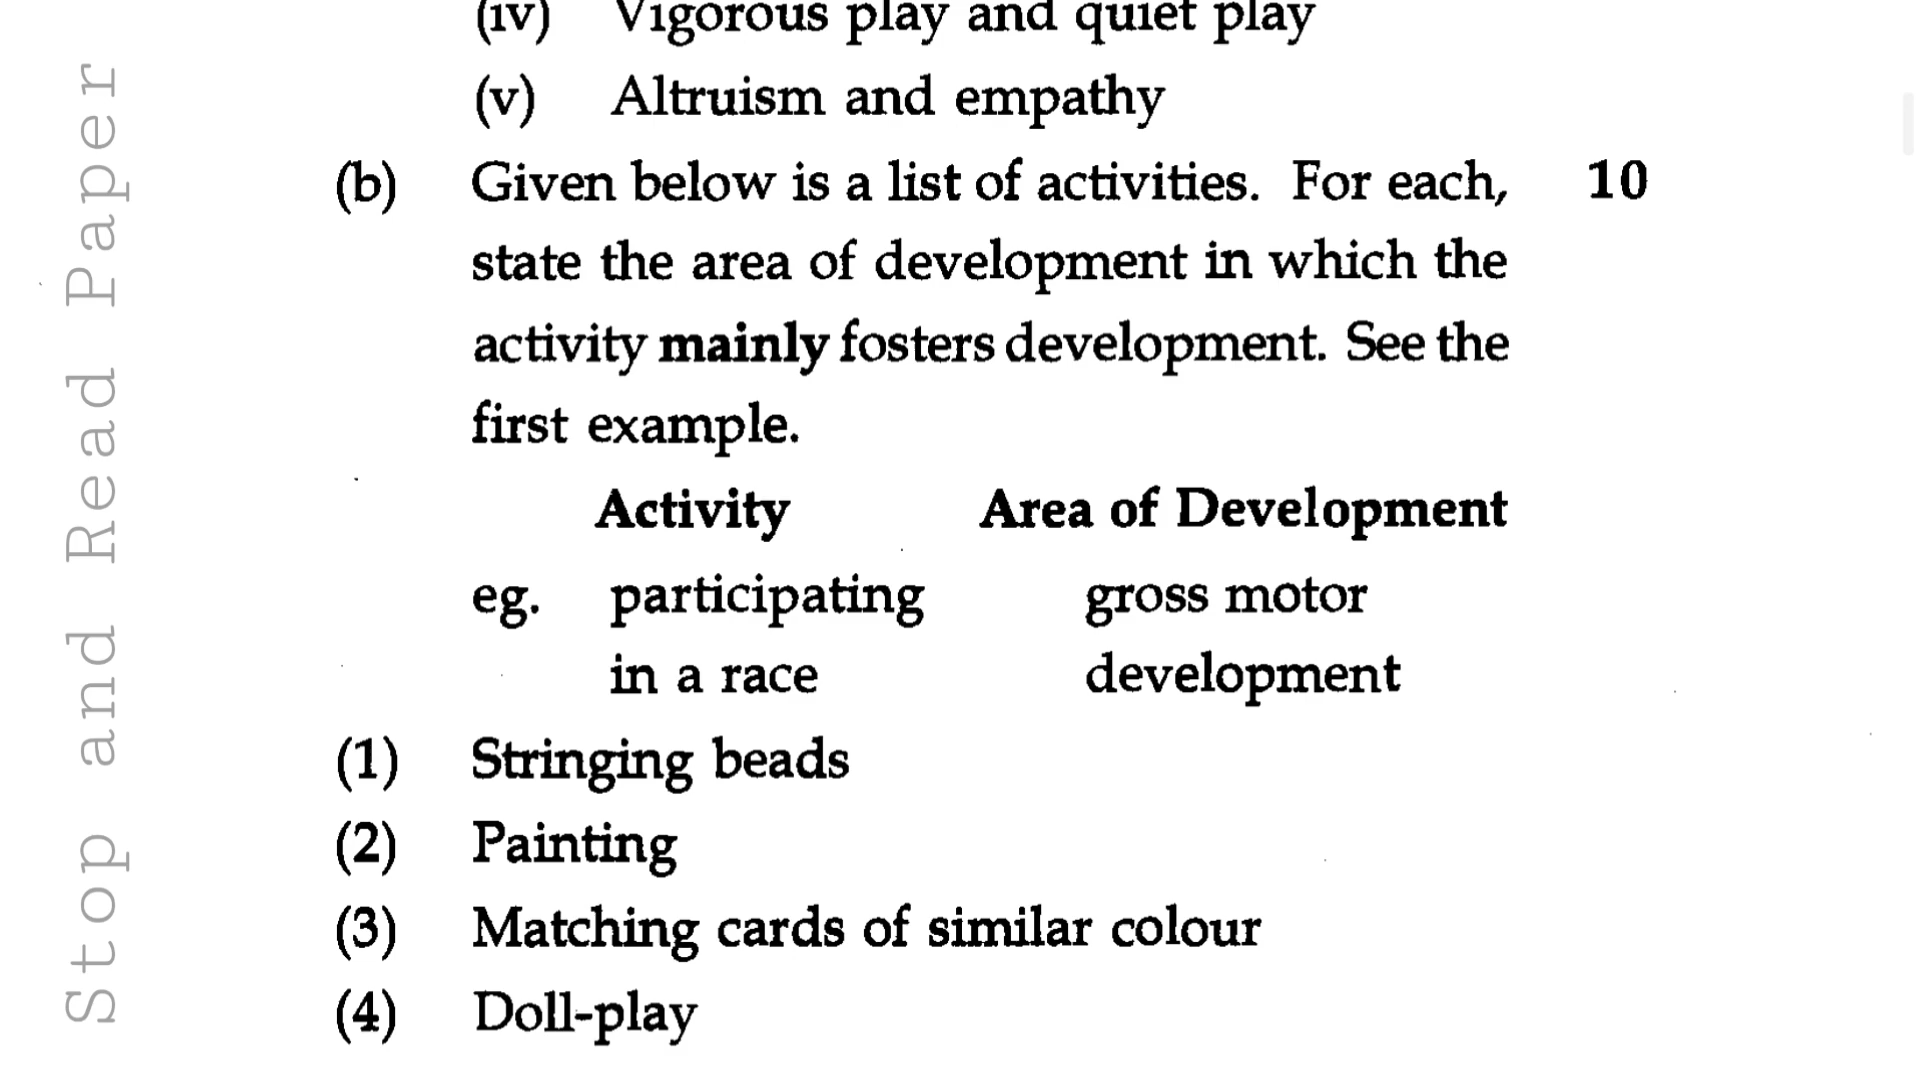 (iv) Vigorous play and quiet play
(v) Altruism and empathy
(b) Given below is a list of activities. For each, 10
state the area of development in which the
activity mainly fosters development. See the
first example.
Activity Area of Development
eg. participating gross motor
in a race development
(1) Stringing beads
(2) Painting
(3) Matching cards of similar colour
(4) Doll-play
Stop and Read Paper